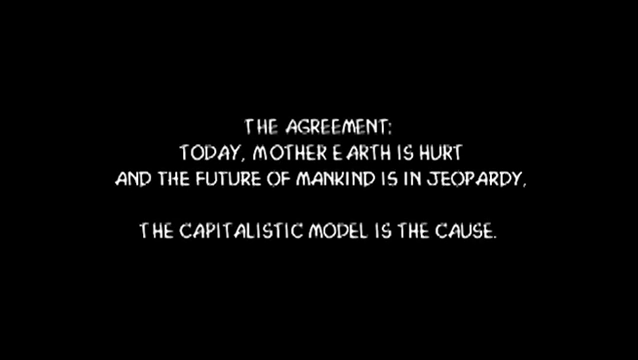 THE AGREEMENT:
TODAY, MOTHER EARTH IS HURT
AND THE FUTURE OF MANKIND IS IN JEOPARDY,
THE CAPITALISTIC MODEL IS THE CAUSE.